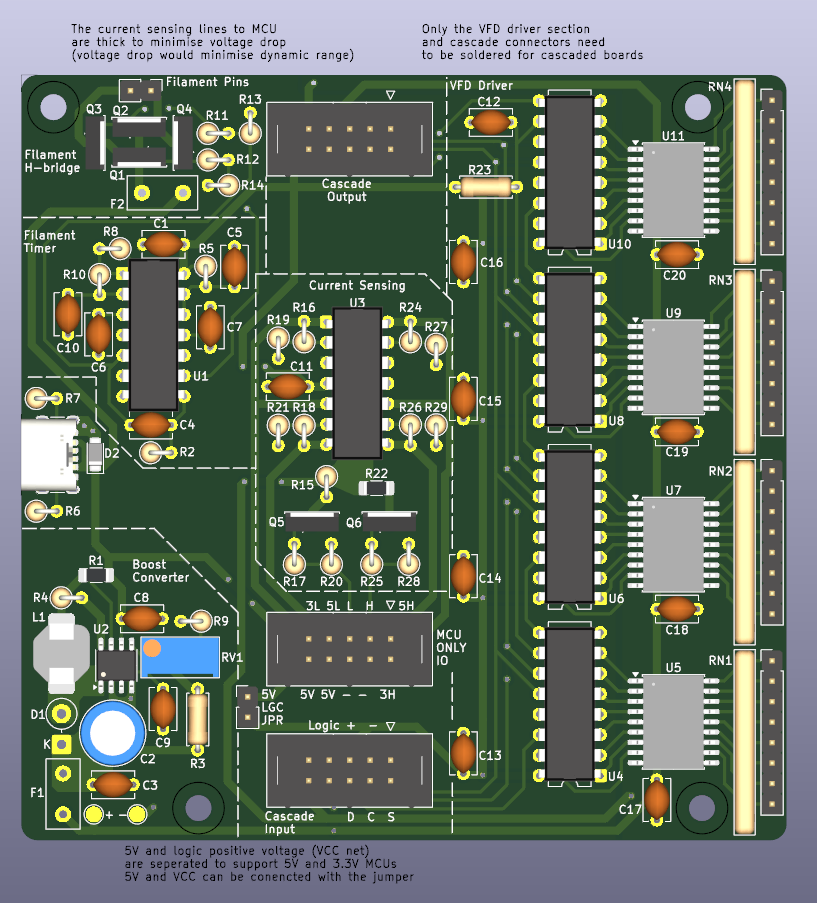 The current sensing lines to MCU
are thick to minimise voltage drop
(voltage drop would minimise dynamic range)
Only the VFD driver section
and cascade connectors need
to be soldered for cascaded boards
Filament Pins
VFD Driver
RN4
Q3
Q2
Q4
R11
R13
C12
U11
Filament
H-bridge
R12
R23
Q1
R14
F2
Cascade
Output
Filament
Timer
R8
C1
C5
R5
U10
C16
C20
R10
Current Sensing
RN3
U3
R16
R24
R19
R27
U9
C10
C6
C7
C11
U1
R7
C15
R21
R18
R26
R29
C4
U8
C19
D2
R2
RN2
R15
R22
U7
R6
Q5
Q6
R1
Boost
Converter
R17
R20
R25
R28
C14
R4
C8
R9
3L 5L L H 5H
U6
C18
L1
U2
MCU
ONLY
IO
RV1
RN1
U5
5V
LGC
JPR
5V 5V - - 3H
D1
K
C9
R3
C2
Logic + -
C13
U4
F1
C3
+ -
C17
Cascade
Input
D C S
5V and logic positive voltage (VCC net)
are seperated to support 5V and 3.3V MCUs
5V and VCC can be conencted with the jumper